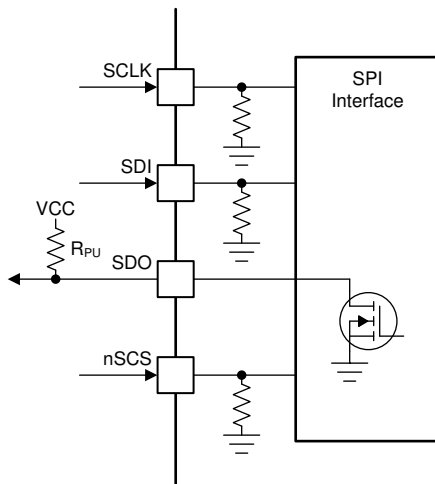 SCLK
SPI
Interface
SDI
VCC
RPU
SDO
nSCS